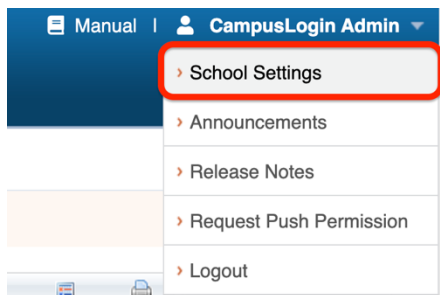 Manual | CampusLogin Admin
School Settings
Announcements
Release Notes
Request Push Permission
Logout